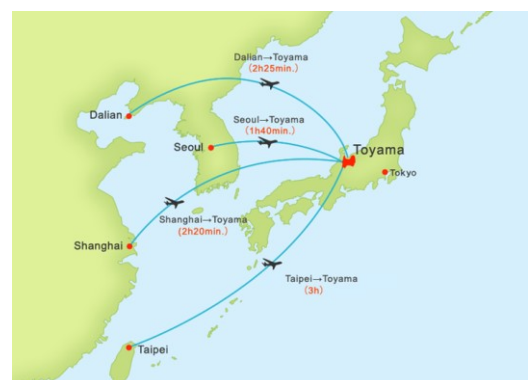 Dalian→Toyama
(2h25min.)
Dalian
Seoul→Toyama
(1h40min.)
Seoul
Toyama
Tokyo
Shanghai→Toyama
(2h20min.)
Shanghai
Taipei→Toyama
(3h)
Taipei